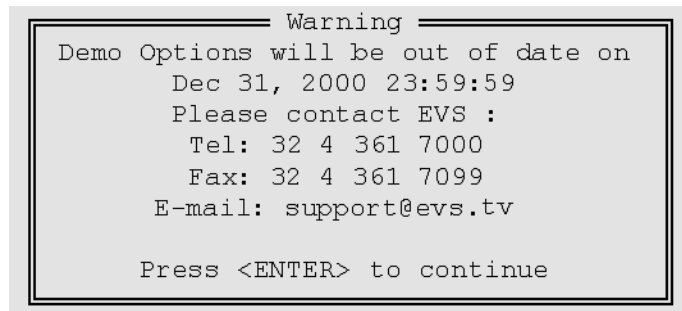 Warning
Demo Options will be out of date on
Dec 31, 2000 23:59:59
Please contact EVS :
Tel: 32 4 361 7000
Fax: 32 4 361 7099
E-mail: support@evs.tv
Press <ENTER> to continue